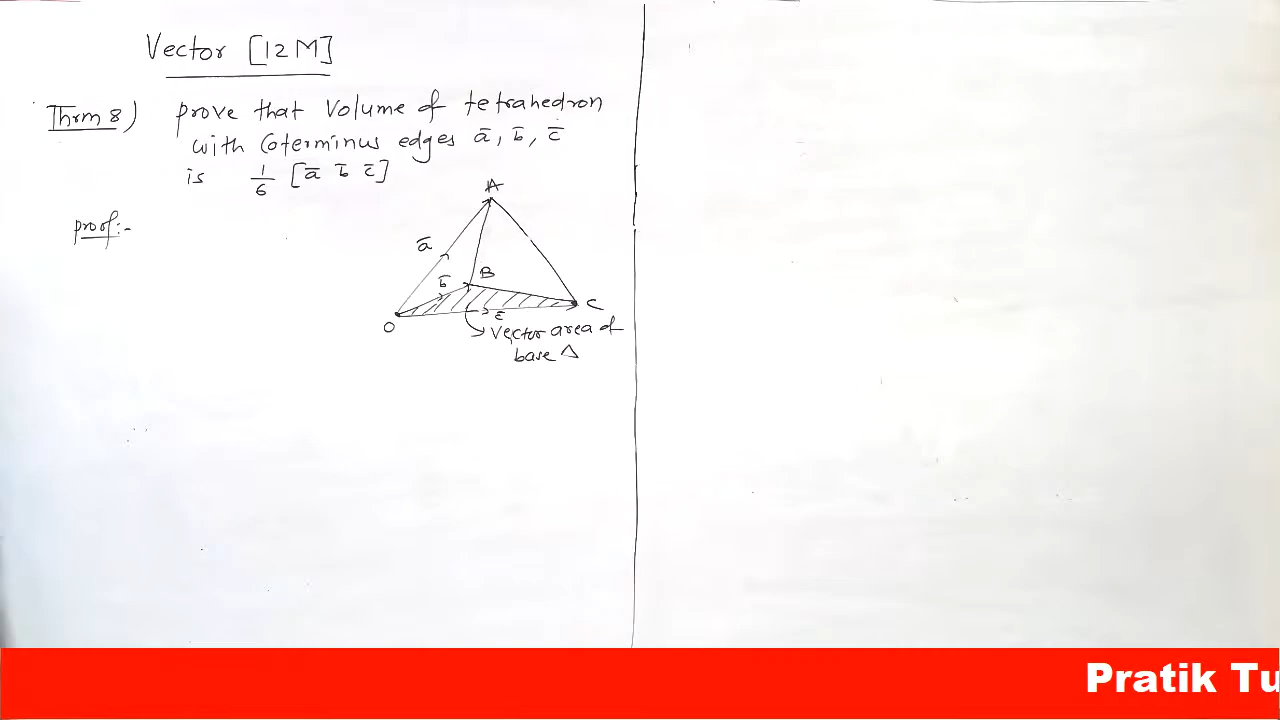 Vector [12 M]
Thrm 8) prove that Volume of tetrahedron
with Coterminus edges a̅, b̅, c̅
is 1/6 [a̅ b̅ c̅]
proof:-
A
a̅
B
b̅
C
c̅
O
Vector area of
base Δ
Pratik Tu